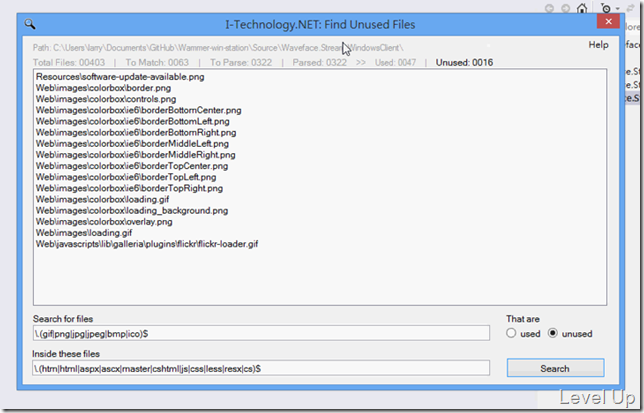 I-Technology.NET: Find Unused Files
Path: C:\Users\larry\Documents\GitHub\Wammer-win-station\Source\Waveface.Stream.WindowsClient\
Help
Total Files: 00403 | To Match: 0063 | To Parse: 0322 | Parsed: 0322 >> Used: 0047 | Unused: 0016
Resources\software-update-available.png
Web\images\colorbox\border.png
Web\images\colorbox\controls.png
Web\images\colorbox\ie6\borderBottomCenter.png
Web\images\colorbox\ie6\borderBottomLeft.png
Web\images\colorbox\ie6\borderBottomRight.png
Web\images\colorbox\ie6\borderMiddleLeft.png
Web\images\colorbox\ie6\borderMiddleRight.png
Web\images\colorbox\ie6\borderTopCenter.png
Web\images\colorbox\ie6\borderTopLeft.png
Web\images\colorbox\ie6\borderTopRight.png
Web\images\colorbox\loading.gif
Web\images\colorbox\loading_background.png
Web\images\colorbox\overlay.png
Web\images\loading.gif
Web\javascripts\lib\galleria\plugins\flickr\flickr-loader.gif
Search for files
That are
\.(gif|png|jpg|jpeg|bmp|ico)$
used
unused
Inside these files
\.(htm|html|aspx|ascx|master|cshtml|js|css|less|resx|cs)$
Search
Level Up